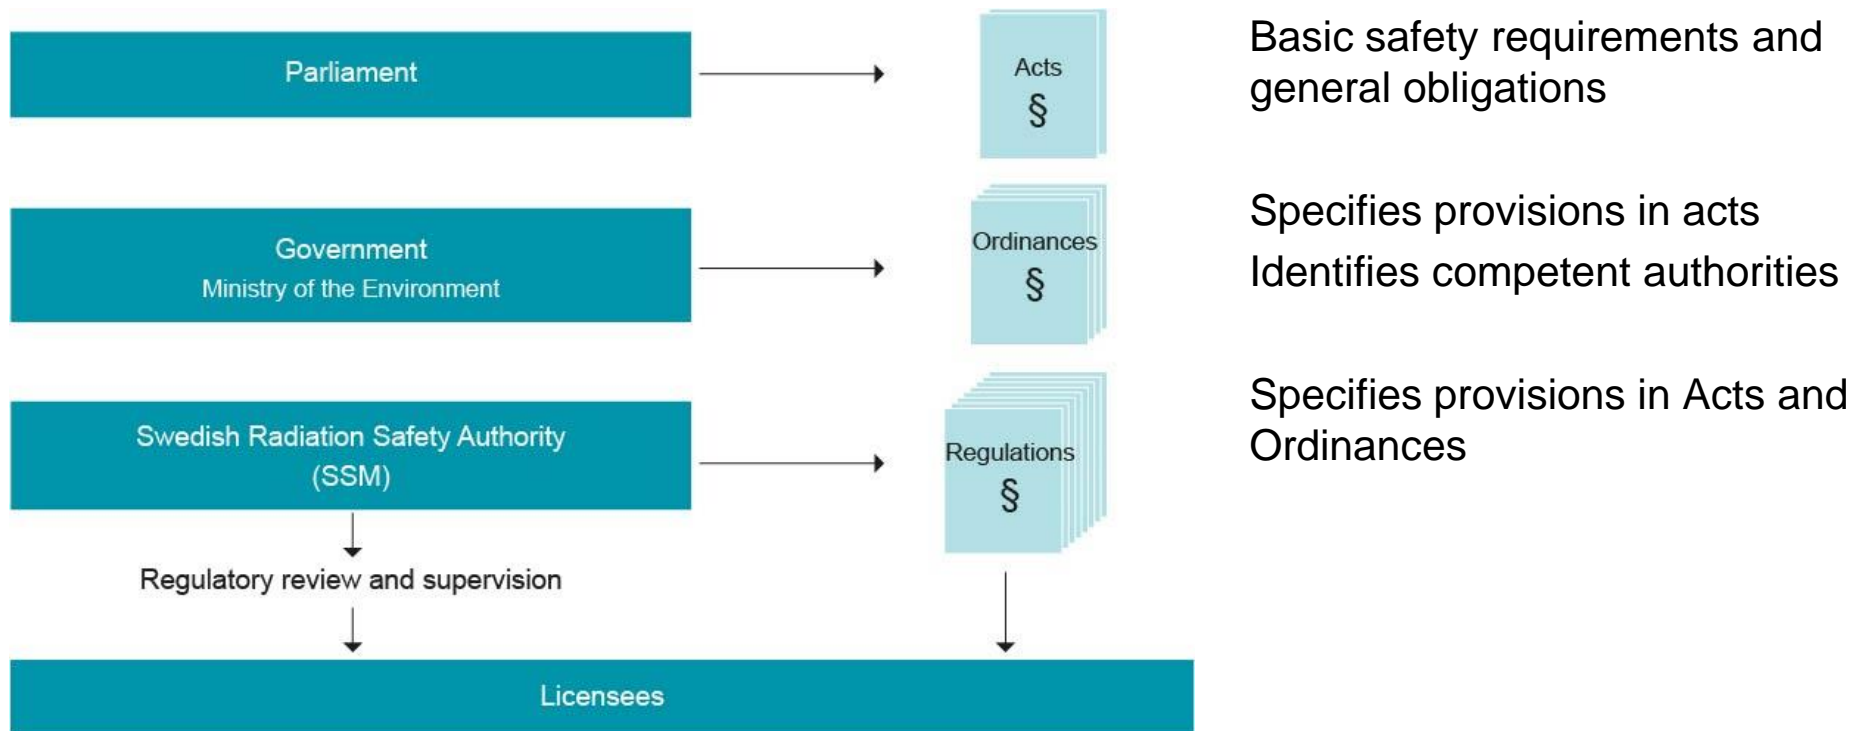 Parliament
Acts
§
Basic safety requirements and
general obligations
Government
Ministry of the Environment
Ordinances
§
Specifies provisions in acts
Identifies competent authorities
Swedish Radiation Safety Authority
(SSM)
Regulations
§
Specifies provisions in Acts and
Ordinances
Regulatory review and supervision
Licensees